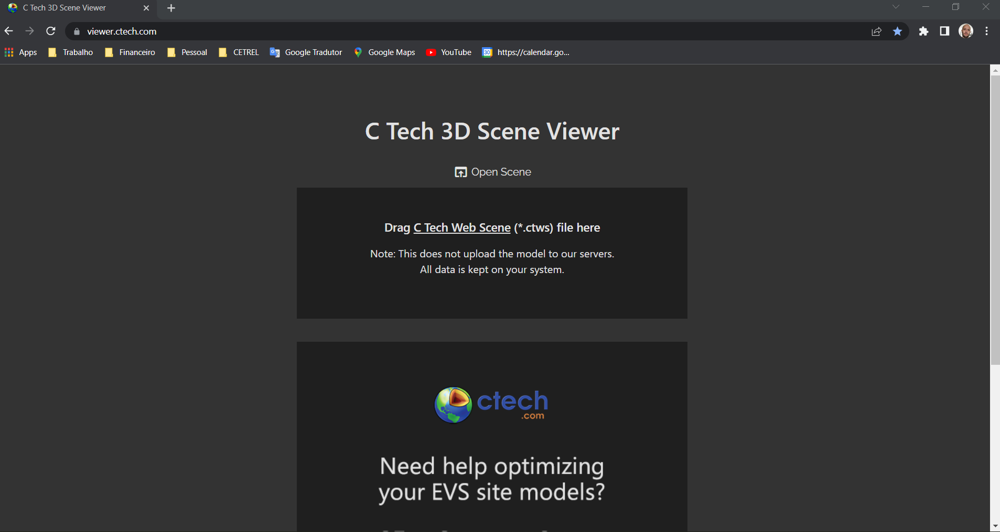 C Tech 3D Scene Viewer
viewer.ctech.com
Apps Trabalho Financeiro Pessoal CETREL Google Tradutor Google Maps YouTube 30 https://calendar.go...
C Tech 3D Scene Viewer
Open Scene
Drag C Tech Web Scene (*.ctws) file here
Note: This does not upload the model to our servers.
All data is kept on your system.
ctech
.com
Need help optimizing
your EVS site models?